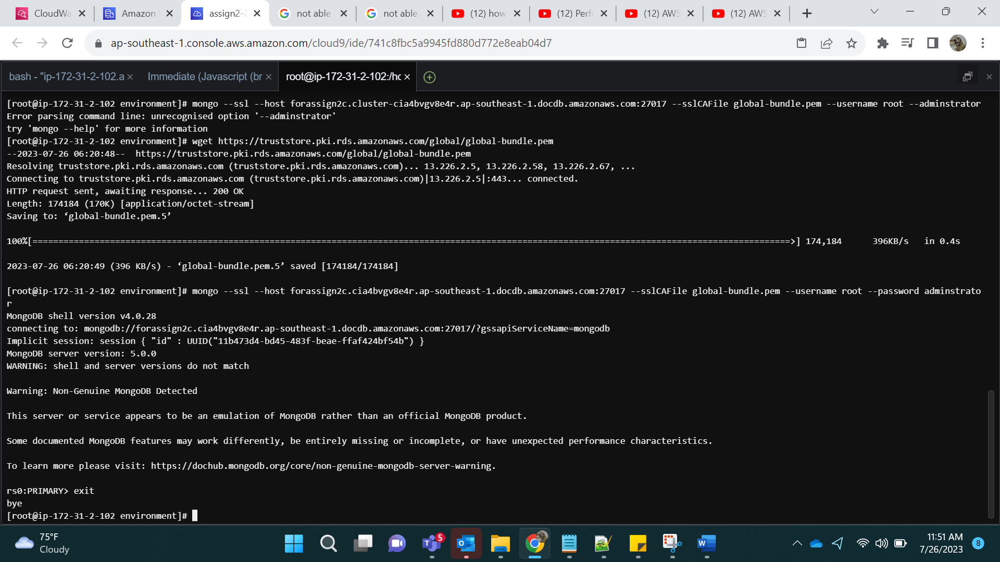 CloudWa
Amazon
assign2-2
not able
not able
(12) how
(12) Perfo
(12) AWS
(12) AWS
ap-southeast-1.console.aws.amazon.com/cloud9/ide/741c8fbc5a9945fd880d772e8eab04d7
bash - "ip-172-31-2-102.a
Immediate (Javascript (br
root@ip-172-31-2-102:/hc
[root@ip-172-31-2-102 environment]# mongo --ssl --host forassign2c.cluster-cia4bvgv8e4r.ap-southeast-1.docdb.amazonaws.com:27017 --sslCAFile global-bundle.pem --username root --adminstrator
Error parsing command line: unrecognised option '--adminstrator'
try 'mongo --help' for more information
[root@ip-172-31-2-102 environment]# wget https://truststore.pki.rds.amazonaws.com/global/global-bundle.pem
--2023-07-26 06:20:48--  https://truststore.pki.rds.amazonaws.com/global/global-bundle.pem
Resolving truststore.pki.rds.amazonaws.com (truststore.pki.rds.amazonaws.com)... 13.226.2.5, 13.226.2.58, 13.226.2.67, ...
Connecting to truststore.pki.rds.amazonaws.com (truststore.pki.rds.amazonaws.com)|13.226.2.5|:443... connected.
HTTP request sent, awaiting response... 200 OK
Length: 174184 (170K) [application/octet-stream]
Saving to: ‘global-bundle.pem.5’
100%[===================================================================================================================================================>] 174,184      396KB/s   in 0.4s
2023-07-26 06:20:49 (396 KB/s) - ‘global-bundle.pem.5’ saved [174184/174184]
[root@ip-172-31-2-102 environment]# mongo --ssl --host forassign2c.cia4bvgv8e4r.ap-southeast-1.docdb.amazonaws.com:27017 --sslCAFile global-bundle.pem --username root --password adminstrato
r
MongoDB shell version v4.0.28
connecting to: mongodb://forassign2c.cia4bvgv8e4r.ap-southeast-1.docdb.amazonaws.com:27017/?gssapiServiceName=mongodb
Implicit session: session { "id" : UUID("11b473d4-bd45-483f-beae-ffaf424bf54b") }
MongoDB server version: 5.0.0
WARNING: shell and server versions do not match
Warning: Non-Genuine MongoDB Detected
This server or service appears to be an emulation of MongoDB rather than an official MongoDB product.
Some documented MongoDB features may work differently, be entirely missing or incomplete, or have unexpected performance characteristics.
To learn more please visit: https://dochub.mongodb.org/core/non-genuine-mongodb-server-warning.
rs0:PRIMARY> exit
bye
[root@ip-172-31-2-102 environment]#
75°F
Cloudy
5
11:51 AM
7/26/2023
8